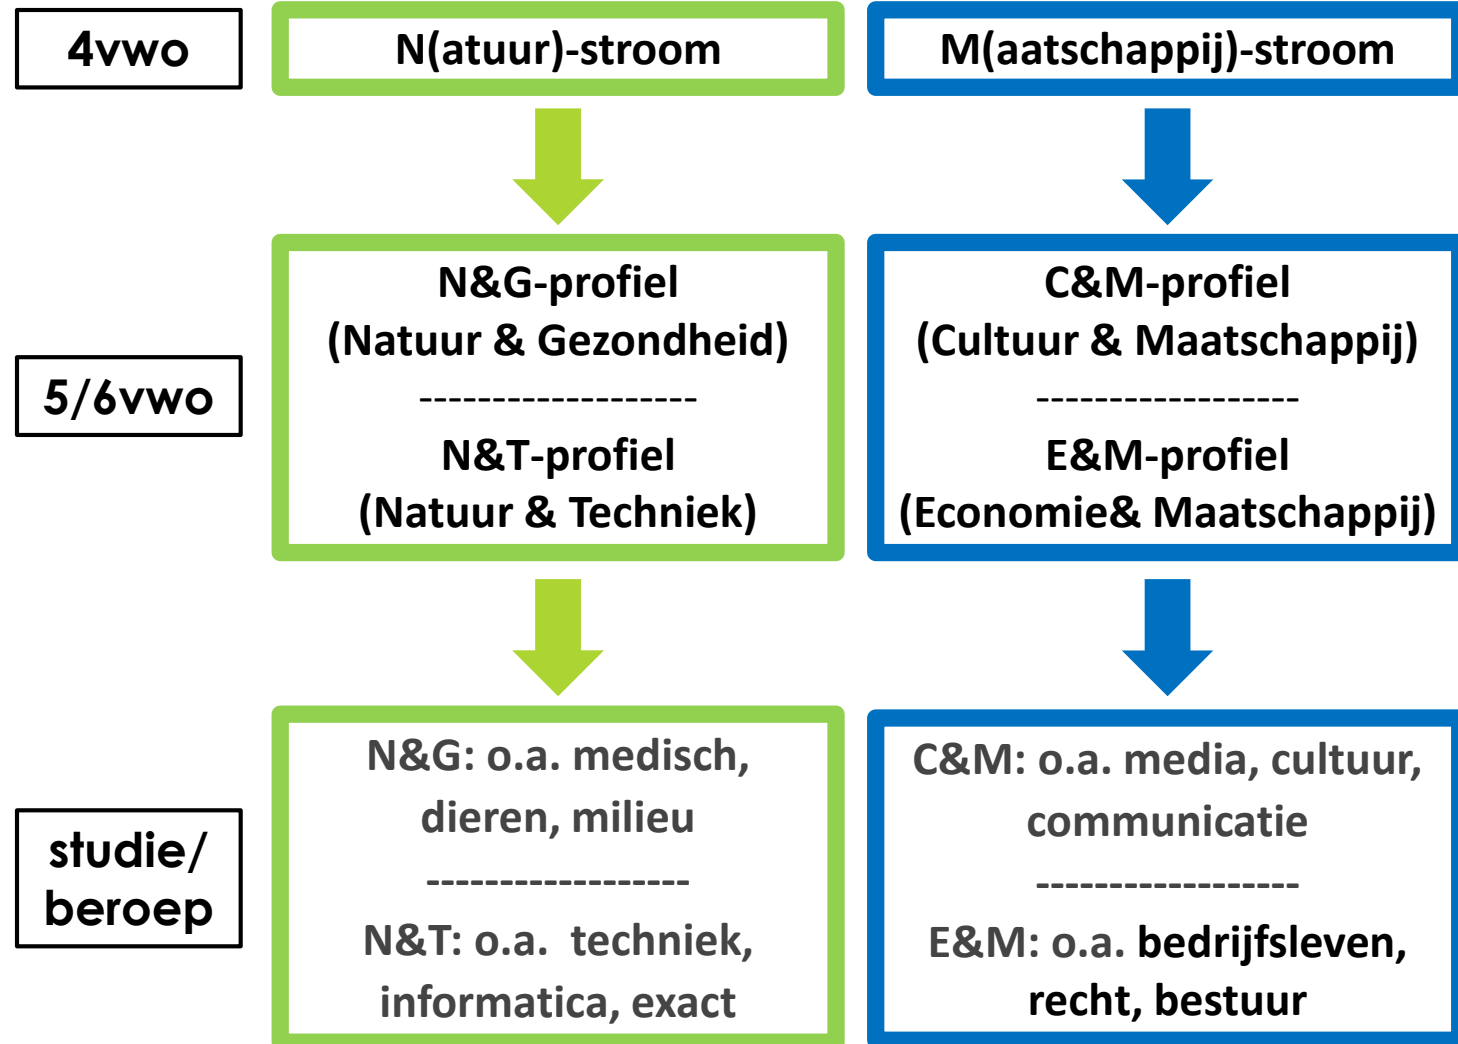 4vwo
N(atuur)-stroom
M(aatschappij)-stroom
5/6vwo
N&G-profiel
(Natuur & Gezondheid)
-------------------
N&T-profiel
(Natuur & Techniek)
C&M-profiel
(Cultuur & Maatschappij)
------------------
E&M-profiel
(Economie& Maatschappij)
studie/
beroep
N&G: o.a. medisch,
dieren, milieu
------------------
N&T: o.a.  techniek,
informatica, exact
C&M: o.a. media, cultuur,
communicatie
------------------
E&M: o.a. bedrijfsleven,
recht, bestuur